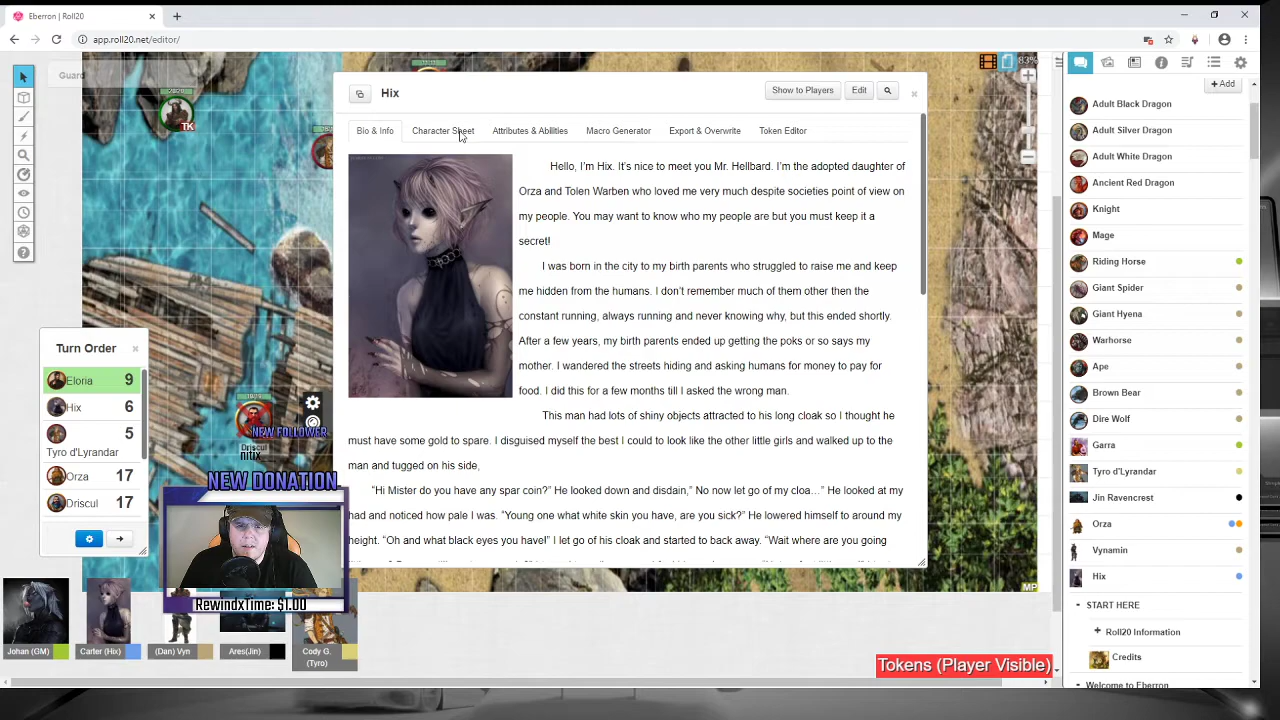 Eberron | Roll20
app.roll20.net/editor/
Guard
83%
TK
Hix
Show to Players
Edit
Bio & Info
Character Sheet
Attributes & Abilities
Macro Generator
Export & Overwrite
Token Editor
Hello, I'm Hix. It's nice to meet you Mr. Hellbard. I'm the adopted daughter of
Orza and Tolen Warben who loved me very much despite societies point of view on
my people. You may want to know who my people are but you must keep it a
secret!
I was born in the city to my birth parents who struggled to raise me and keep
me hidden from the humans. I don't remember much of them other then the
constant running, always running and never knowing why, but this ended shortly.
After a few years, my birth parents ended up getting the poks or so says my
mother. I wandered the streets hiding and asking humans for money to pay for
food. I did this for a few months till I asked the wrong man.
This man had lots of shiny objects attracted to his long cloak so I thought he
must have some gold to spare. I disguised myself the best I could to look like the other little girls and walked up to the
man and tugged on his side,
"Hi Mister do you have any spar coin?" He looked down and disdain," No now let go of my cloa…" He looked at my
had and noticed how pale I was. "Young one what white skin you have, are you sick?" He lowered himself to around my
height. "Oh and what black eyes you have!" I let go of his cloak and started to back away. "Wait where are you going
Turn Order
Eloria 9
Hix 6
5
Tyro d'Lyrandar
Orza 17
Driscul 17
NEW FOLLOWER
Driscul
NEW DONATION
RewindxTime: $1.00
Johan (GM)
Carter (Hix)
(Dan) Vyn
Ares(Jin)
Cody G.
(Tyro)
MP
Tokens (Player Visible)
+ Add
Adult Black Dragon
Adult Silver Dragon
Adult White Dragon
Ancient Red Dragon
Knight
Mage
Riding Horse
Giant Spider
Giant Hyena
Warhorse
Ape
Brown Bear
Dire Wolf
Garra
Tyro d'Lyrandar
Jin Ravencrest
Orza
Vynamin
Hix
START HERE
Roll20 Information
Credits
Welcome to Eberron